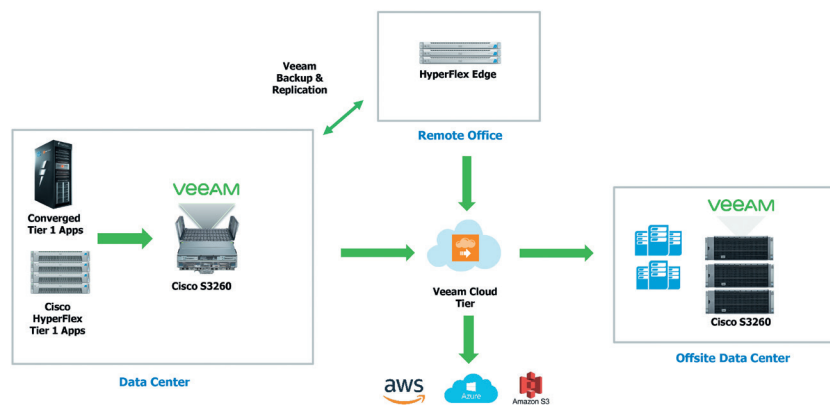 Veeam
Backup &
Replication
HyperFlex Edge
Remote Office
VEEAM
Converged
Tier 1 Apps
Cisco S3260
Cisco
HyperFlex
Tier 1 Apps
Data Center
Veeam Cloud
Tier
VEEAM
Cisco S3260
Offsite Data Center
aws
Azure
Amazon S3